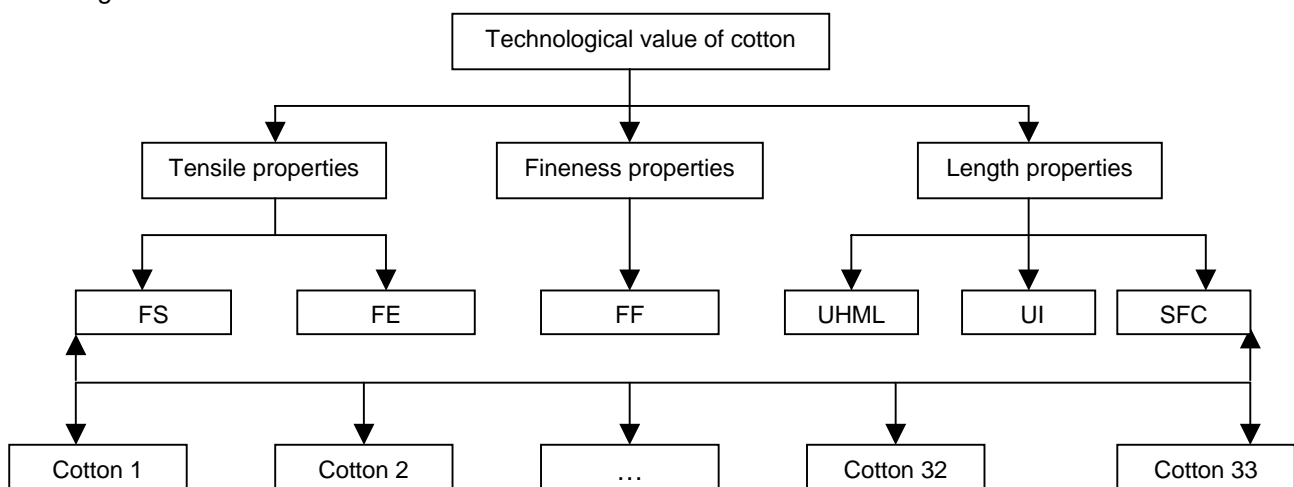 Technological value of cotton
Tensile properties
Fineness properties
Length properties
FS
FE
FF
UHML
UI
SFC
Cotton 1
Cotton 2
...
Cotton 32
Cotton 33